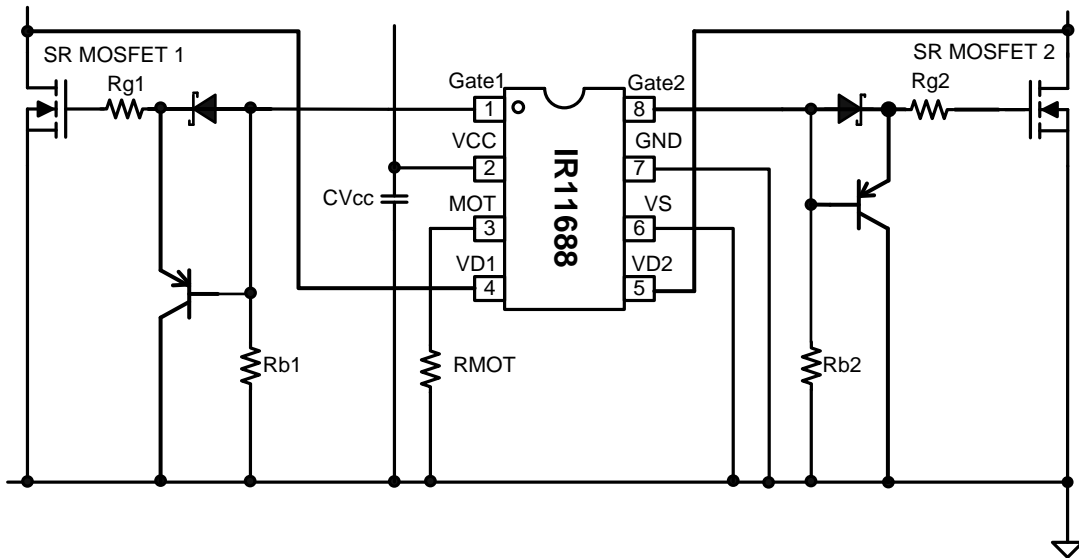 SR MOSFET 1
SR MOSFET 2
Rg1
Rg2
Gate1
Gate2
1
8
VCC
GND
2
7
CVcc
MOT
VS
3
6
VD1
VD2
4
5
IR11688
Rb1
RMOT
Rb2